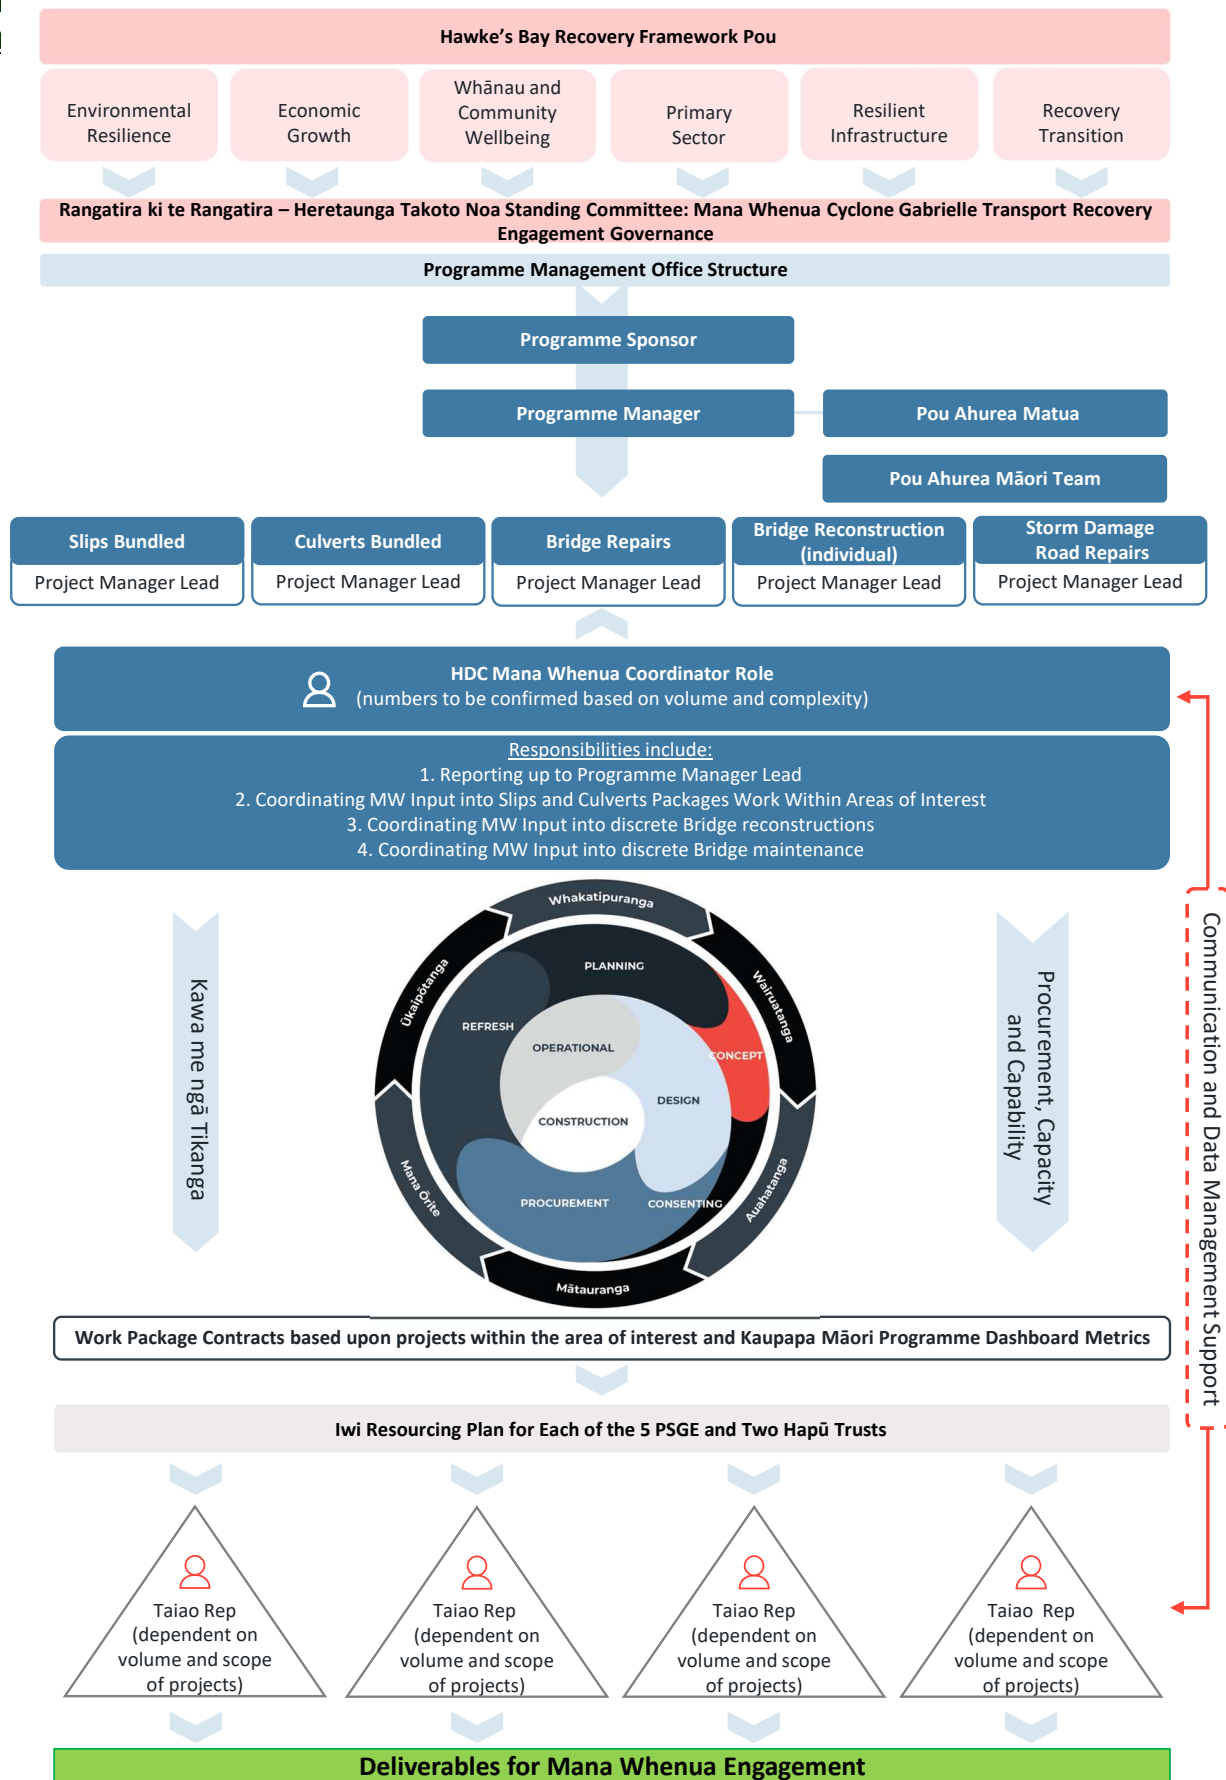 Hawke's Bay Recovery Framework Pou
Environmental
Resilience
Economic
Growth
Whānau and
Community
Wellbeing
Primary
Sector
Resilient
Infrastructure
Recovery
Transition
Rangatira ki te Rangatira – Heretaunga Takoto Noa Standing Committee: Mana Whenua Cyclone Gabrielle Transport Recovery
Engagement Governance
Programme Management Office Structure
Programme Sponsor
Programme Manager
Pou Ahurea Matua
Pou Ahurea Māori Team
Slips Bundled
Project Manager Lead
Culverts Bundled
Project Manager Lead
Bridge Repairs
Project Manager Lead
Bridge Reconstruction
(individual)
Project Manager Lead
Storm Damage
Road Repairs
Project Manager Lead
HDC Mana Whenua Coordinator Role
(numbers to be confirmed based on volume and complexity)
Responsibilities include:
1. Reporting up to Programme Manager Lead
2. Coordinating MW Input into Slips and Culverts Packages Work Within Areas of Interest
3. Coordinating MW Input into discrete Bridge reconstructions
4. Coordinating MW Input into discrete Bridge maintenance
Kawa me ngā Tikanga
Whakatipuranga
Wairuatanga
Auahatanga
Mātauranga
Mana Ōrite
Ūkaipōtanga
PLANNING
CONCEPT
REFRESH
OPERATIONAL
DESIGN
CONSTRUCTION
PROCUREMENT
CONSENTING
Procurement, Capacity
and Capability
Communication and Data Management Support
Work Package Contracts based upon projects within the area of interest and Kaupapa Māori Programme Dashboard Metrics
Iwi Resourcing Plan for Each of the 5 PSGE and Two Hapū Trusts
Taiao Rep
(dependent on
volume and scope
of projects)
Taiao Rep
(dependent on
volume and scope
of projects)
Taiao Rep
(dependent on
volume and scope
of projects)
Taiao Rep
(dependent on
volume and scope
of projects)
Deliverables for Mana Whenua Engagement